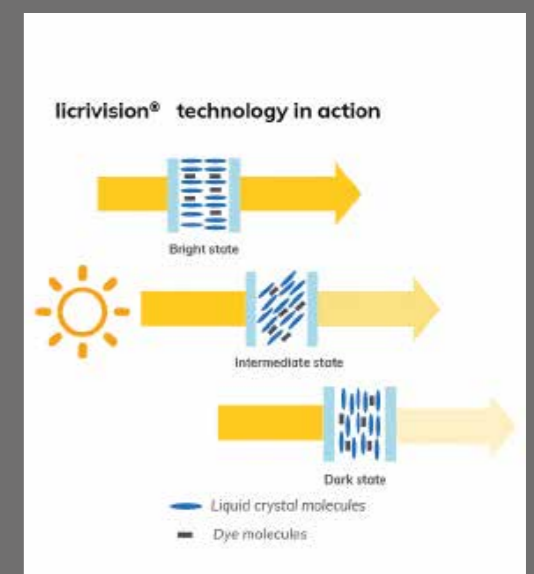 licrivision® technology in action
Bright state
Intermediate state
Dark state
Liquid crystal molecules
Dye molecules